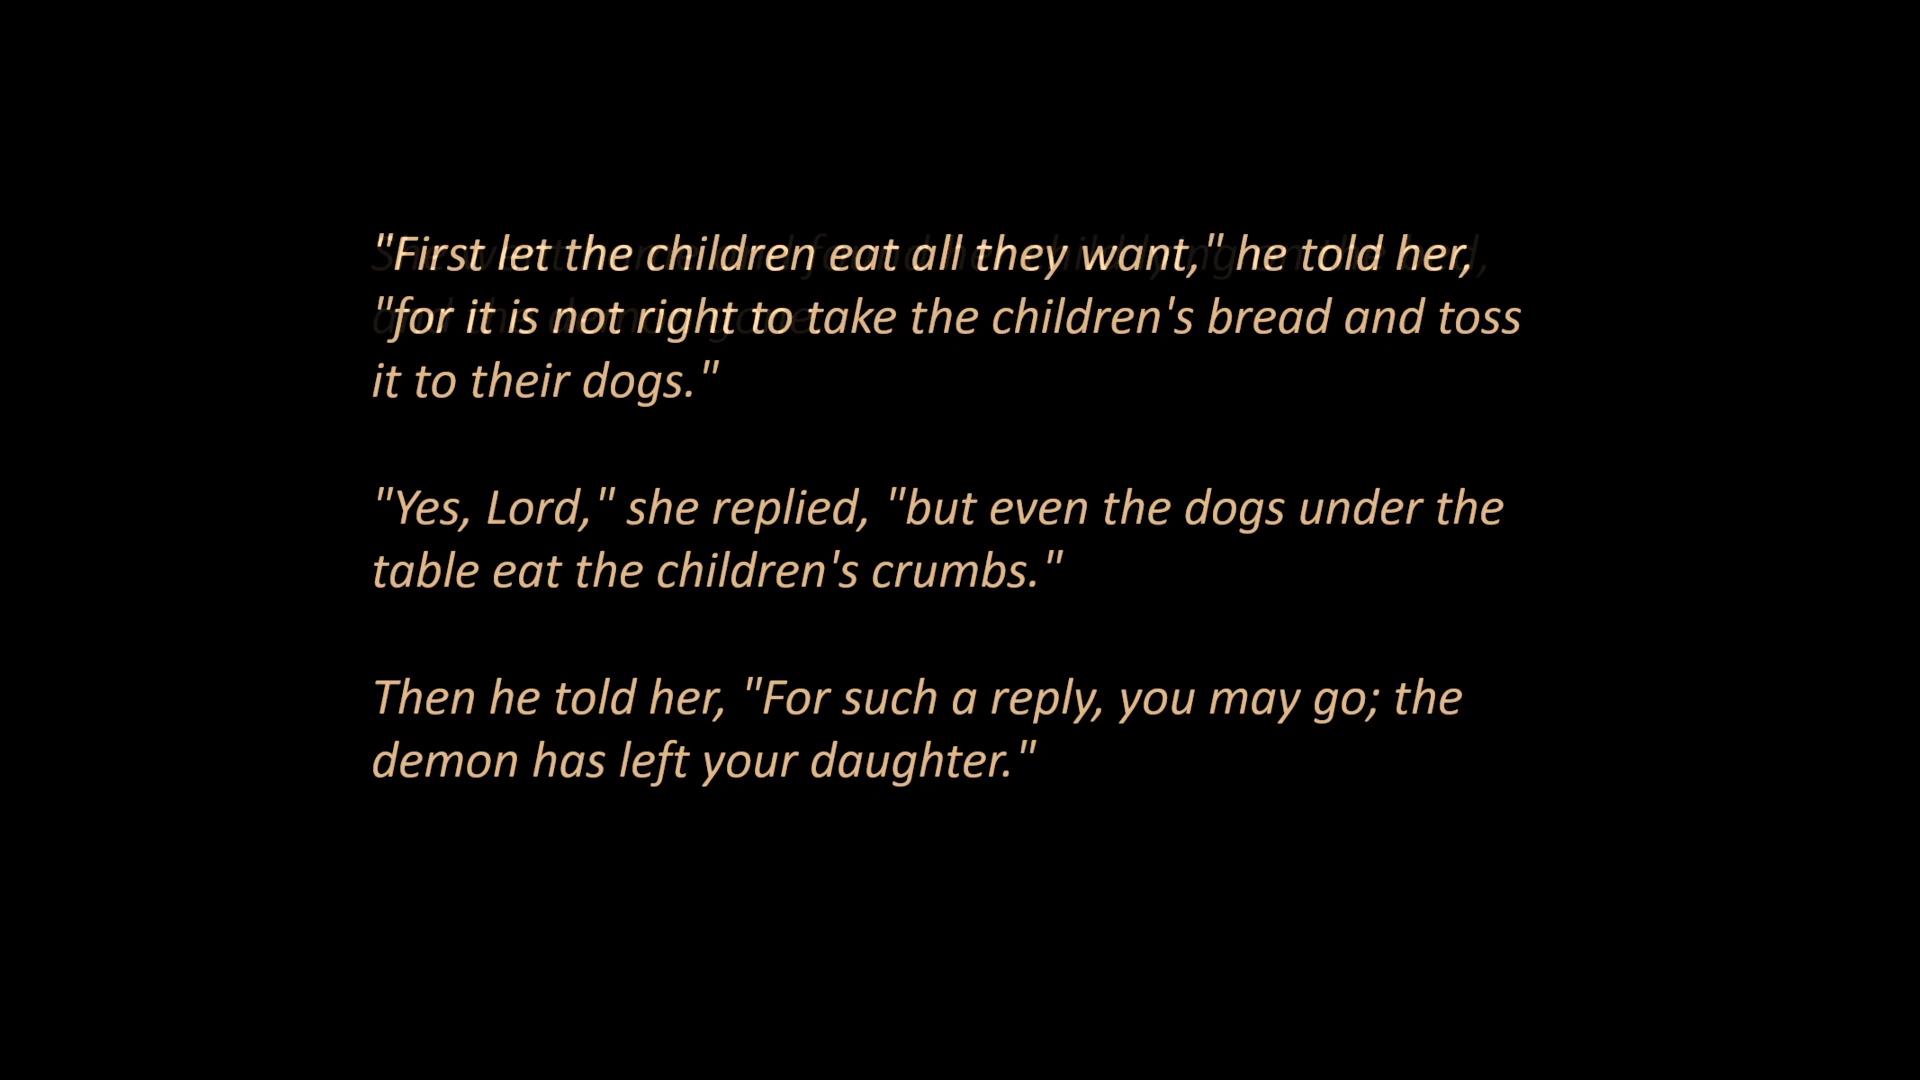 "First let the children eat all they want," he told her,
"for it is not right to take the children's bread and toss
it to their dogs."
"Yes, Lord," she replied, "but even the dogs under the
table eat the children's crumbs."
Then he told her, "For such a reply, you may go; the
demon has left your daughter."